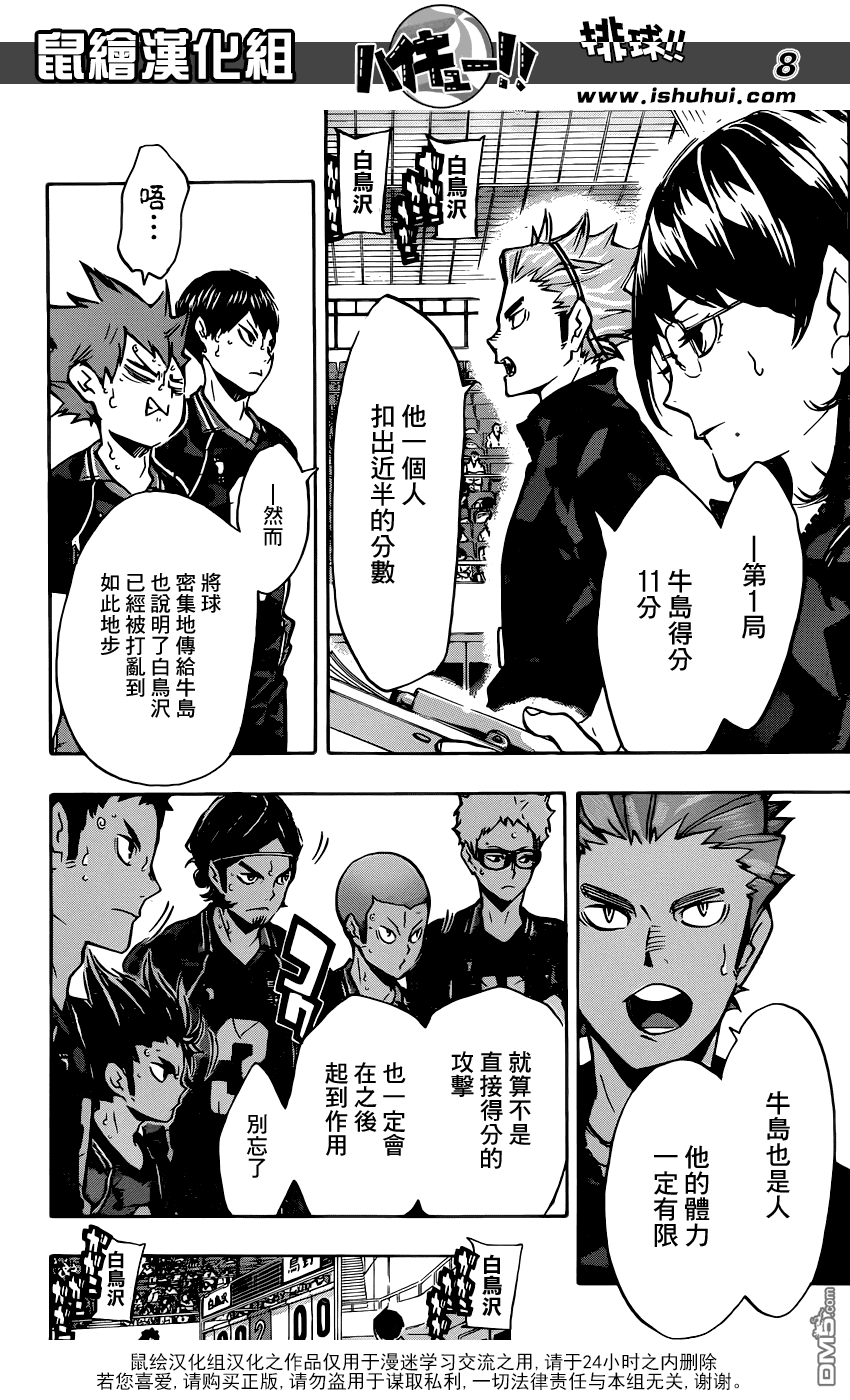 鼠繪漢化組
ハイキュー!!
排球!!
8
www.ishuhui.com
白鳥沢
白鳥沢
—第1局
牛島得分
11分
他一個人
扣出近半的分數
唔…
—然而
將球
密集地傳給牛島
也說明了白鳥沢
已經被打亂到
如此地步
牛島也是人
他的體力
一定有限
就算不是
直接得分的
攻擊
也一定會
在之後
起到作用
別忘了
コク
白鳥沢
白鳥沢
烏野
00
2
00
鼠绘汉化组汉化之作品仅用于漫迷学习交流之用, 请于24小时之内删除
若您喜爱, 请购买正版, 请勿盗用于谋取私利, 一切法律责任与本组无关, 谢谢。
DM5.com